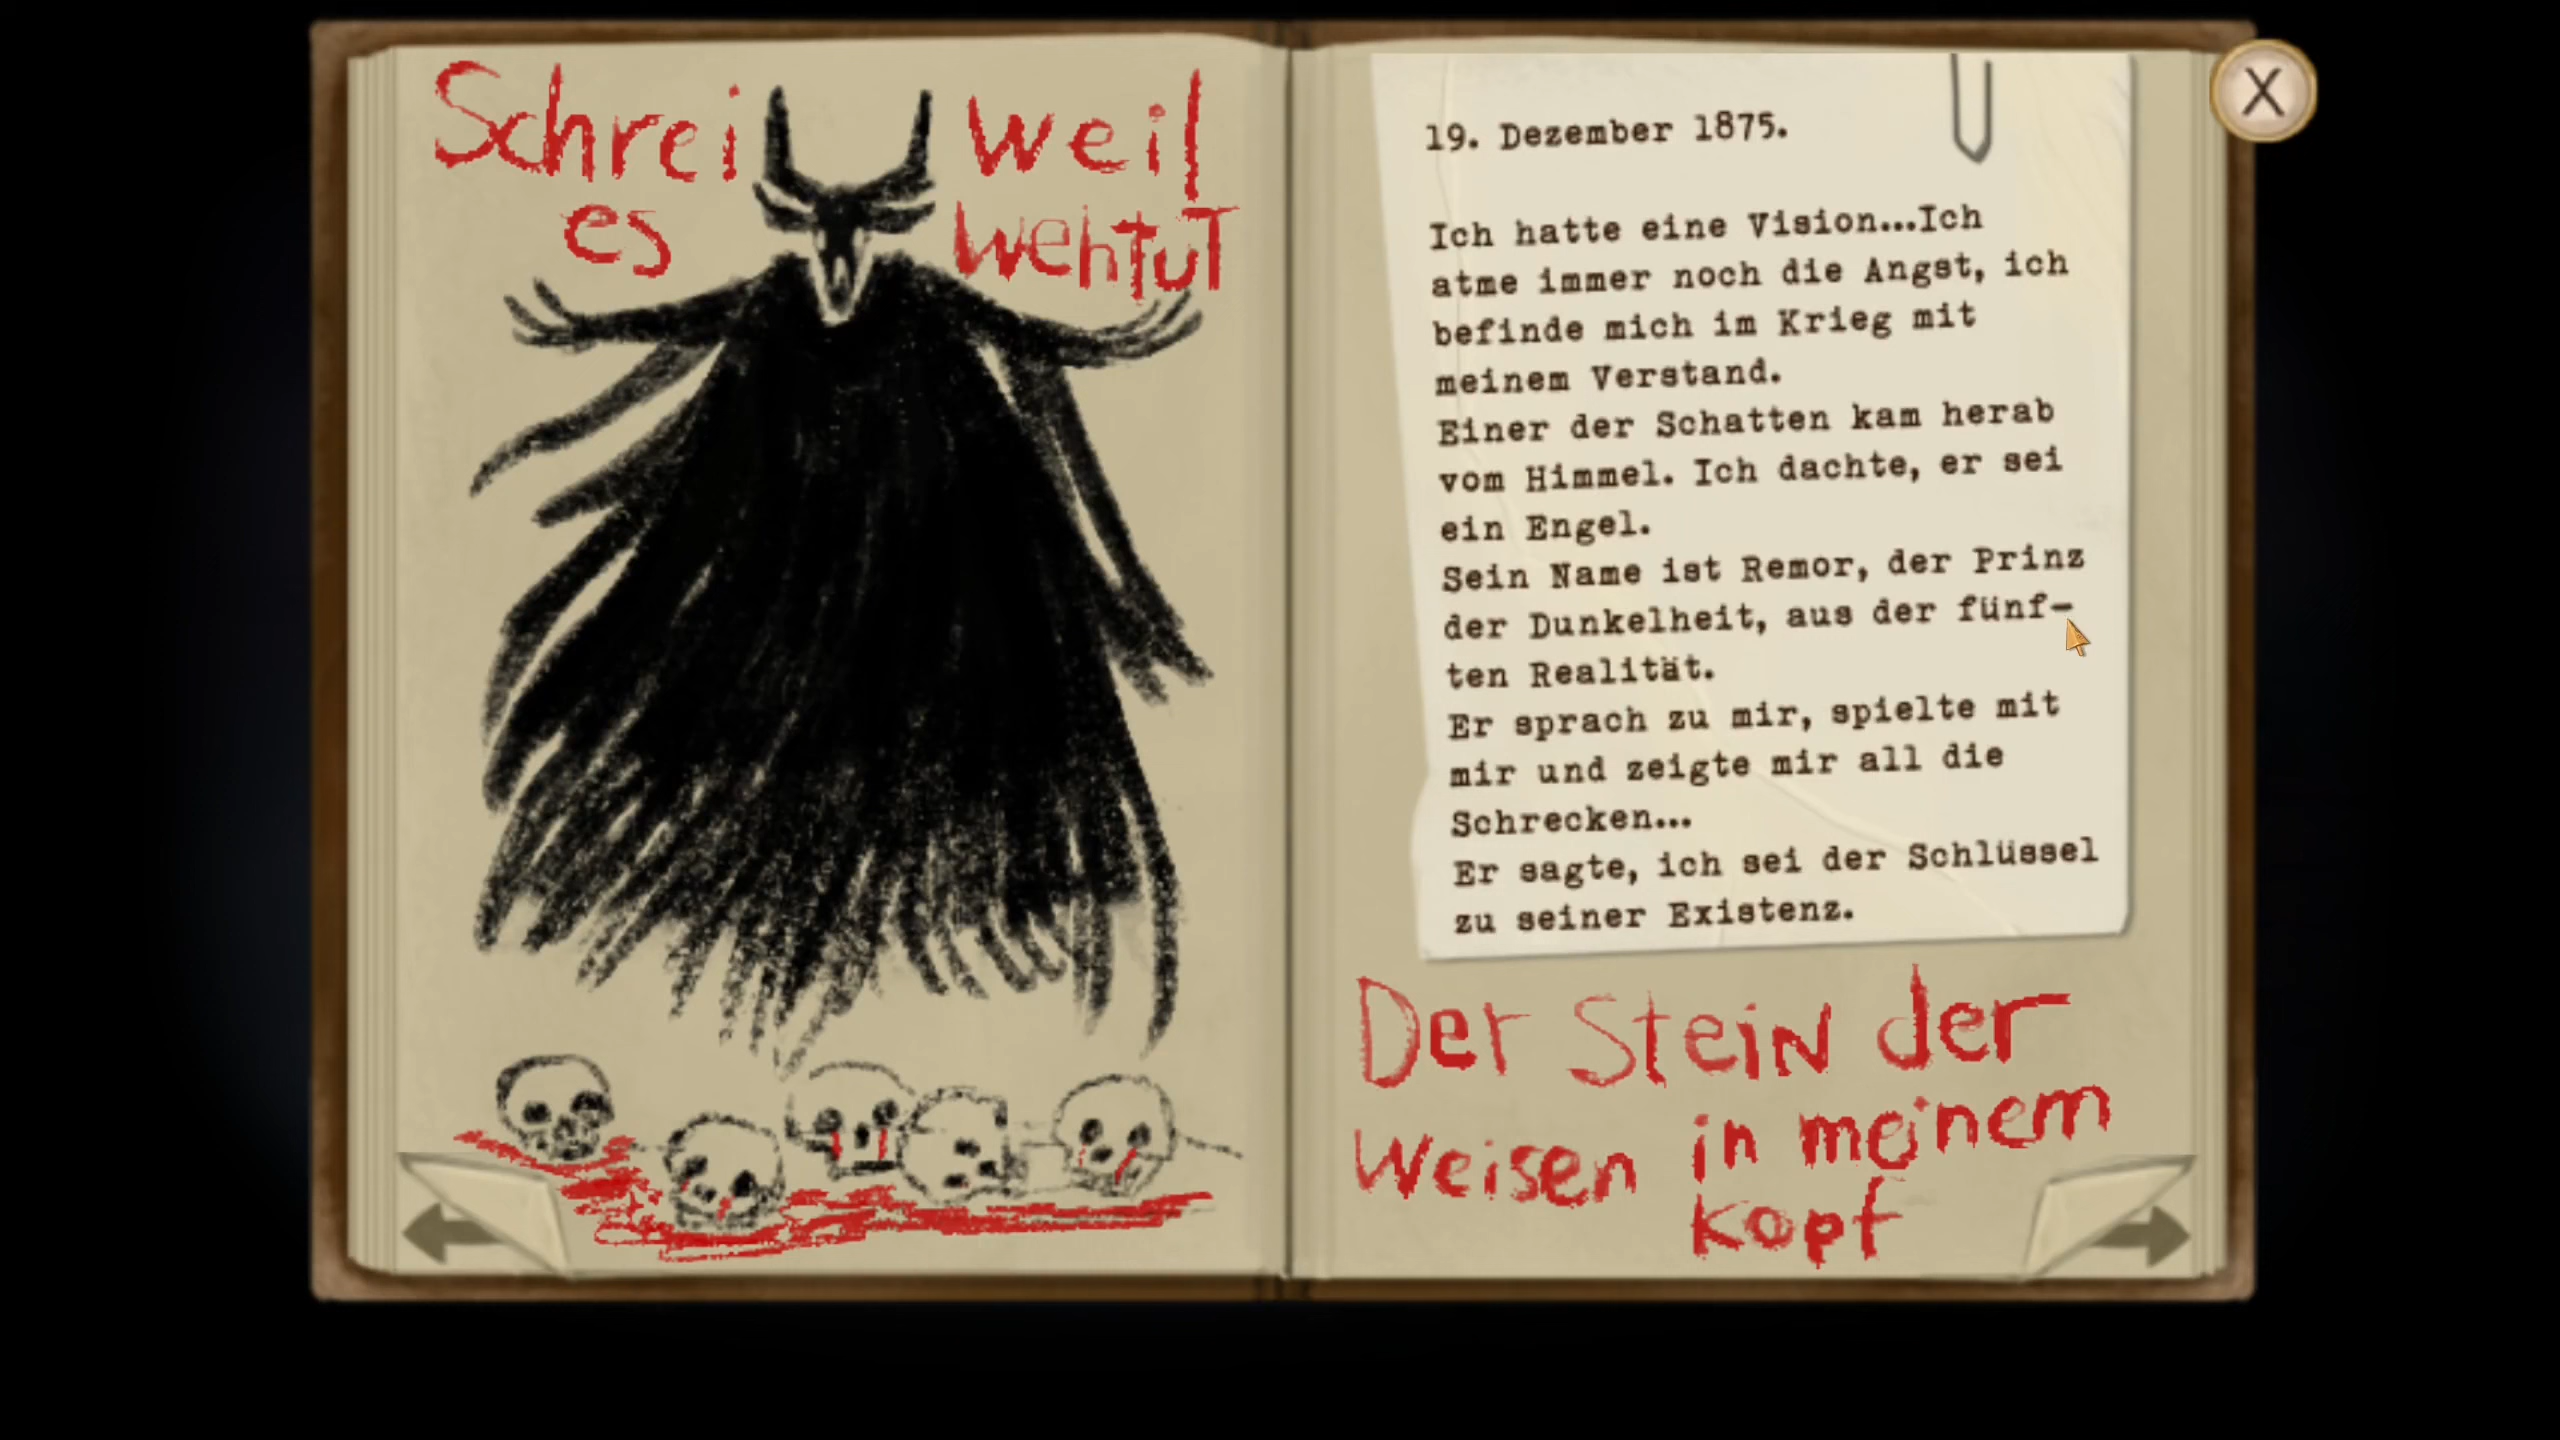 Schrei weil
es wehtut
19. Dezember 1875.
Ich hatte eine Vision...Ich
atme immer noch die Angst, ich
befinde mich im Krieg mit
meinem Verstand.
Einer der Schatten kam herab
vom Himmel. Ich dachte, er sei
ein Engel.
Sein Name ist Remor, der Prinz
der Dunkelheit, aus der fünf-
ten Realität.
Er sprach zu mir, spielte mit
mir und zeigte mir all die
Schrecken...
Er sagte, ich sei der Schlüssel
zu seiner Existenz.
Der Stein der
Weisen in meinem
Kopf
X